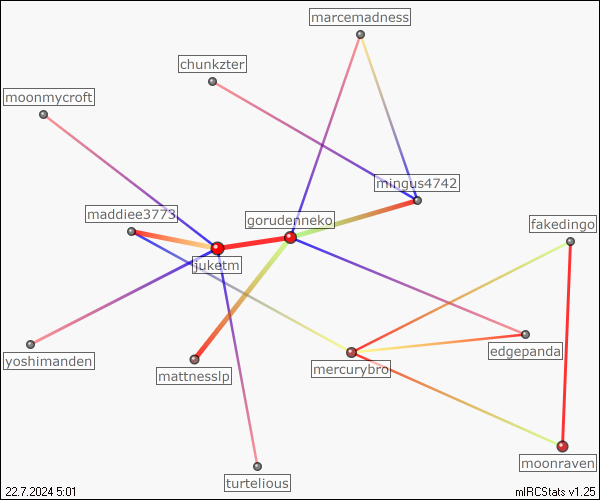 marcemadness
chunkzter
moonmycroft
mingus4742
maddiee3773
gorudenneko
fakedingo
juketm
edgepanda
yoshimanden
mercurybro
mattnesslp
moonraven
turtelious
22.7.2024 5:01
mIRCStats v1.25